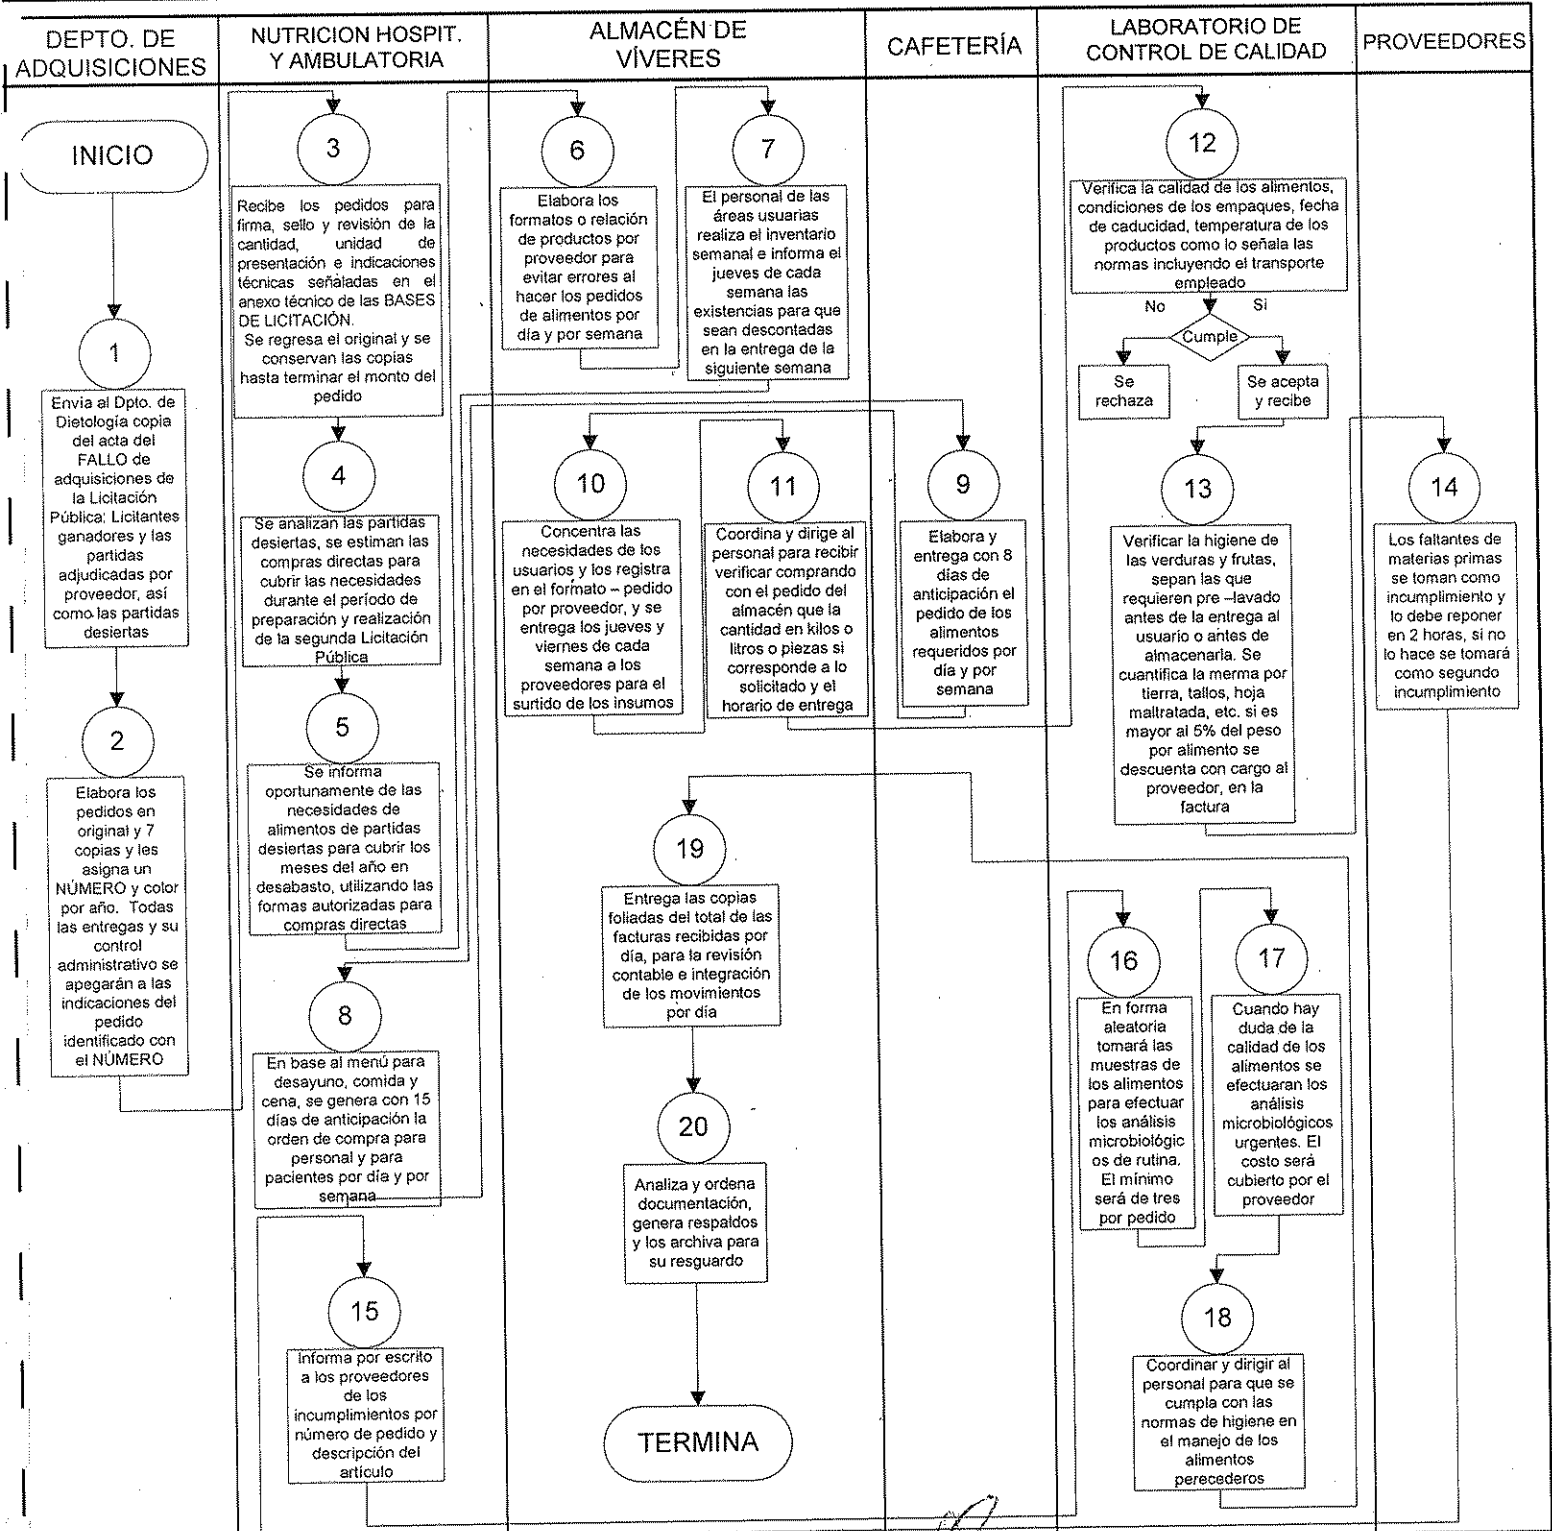 DEPTO. DE
ADQUISICIONES
NUTRICION HOSPIT.
Y AMBULATORIA
ALMACÉN DE
VÍVERES
CAFETERÍA
LABORATORIO DE
CONTROL DE CALIDAD
PROVEEDORES
INICIO
1
Envia al Dpto. de
Dietología copia
del acta del
FALLO de
adquisiciones de
la Licitación
Pública: Licitantes
ganadores y las
partidas
adjudicadas por
proveedor, así
como las partidas
desiertas
2
Elabora los
pedidos en
original y 7
copias y les
asigna un
NÚMERO y color
por año. Todas
las entregas y su
control
administrativo se
apegarán a las
indicaciones del
pedido
identificado con
el NÚMERO
3
Recibe los pedidos para
firma, sello y revisión de la
cantidad, unidad de
presentación e indicaciones
técnicas señaladas en el
anexo técnico de las BASES
DE LICITACIÓN.
Se regresa el original y se
conservan las copias
hasta terminar el monto del
pedido
4
Se analizan las partidas
desiertas, se estiman las
compras directas para
cubrir las necesidades
durante el período de
preparación y realización
de la segunda Licitación
Pública
5
Se informa
oportunamente de las
necesidades de
alimentos de partidas
desiertas para cubrir los
meses del año en
desabasto, utilizando las
formas autorizadas para
compras directas
6
Elabora los
formatos o relación
de productos por
proveedor para
evitar errores al
hacer los pedidos
de alimentos por
día y por semana
7
El personal de las
áreas usuarias
realiza el inventario
semanal e informa el
jueves de cada
semana las
existencias para que
sean descontadas
en la entrega de la
siguiente semana
8
En base al menú para
desayuno, comida y
cena, se genera con 15
días de anticipación la
orden de compra para
personal y para
pacientes por día y por
semana
9
Elabora y
entrega con 8
días de
anticipación el
pedido de los
alimentos
requeridos por
día y por
semana
10
Concentra las
necesidades de los
usuarios y los registra
en el formato – pedido
por proveedor, y se
entrega los jueves y
viernes de cada
semana a los
proveedores para el
surtido de los insumos
11
Coordina y dirige al
personal para recibir
verificar comprando
con el pedido del
almacén que la
cantidad en kilos o
litros o piezas si
corresponde a lo
solicitado y el
horario de entrega
12
Verifica la calidad de los alimentos,
condiciones de los empaques, fecha
de caducidad, temperatura de los
productos como lo señala las
normas incluyendo el transporte
empleado
No
Si
Cumple
Se
rechaza
Se acepta
y recibe
13
Verificar la higiene de
las verduras y frutas,
sepan las que
requieren pre –lavado
antes de la entrega al
usuario o antes de
almacenarla. Se
cuantifica la merma por
tierra, tallos, hoja
maltratada, etc. si es
mayor al 5% del peso
por alimento se
descuenta con cargo al
proveedor, en la
factura
14
Los faltantes de
materias primas
se toman como
incumplimiento y
lo debe reponer
en 2 horas, si no
lo hace se tomará
como segundo
incumplimiento
15
Informa por escrito
a los proveedores
de los
incumplimientos por
número de pedido y
descripción del
artículo
16
En forma
aleatoria
tomará las
muestras de
los alimentos
para efectuar
los análisis
microbiológic
os de rutina.
El mínimo
será de tres
por pedido
17
Cuando hay
duda de la
calidad de los
alimentos se
efectuaran los
análisis
microbiológicos
urgentes. El
costo será
cubierto por el
proveedor
18
Coordinar y dirigir al
personal para que se
cumpla con las
normas de higiene en
el manejo de los
alimentos
perecederos
19
Entrega las copias
foliadas del total de las
facturas recibidas por
día, para la revisión
contable e integración
de los movimientos
por día
20
Analiza y ordena
documentación,
genera respaldos
y los archiva para
su resguardo
TERMINA